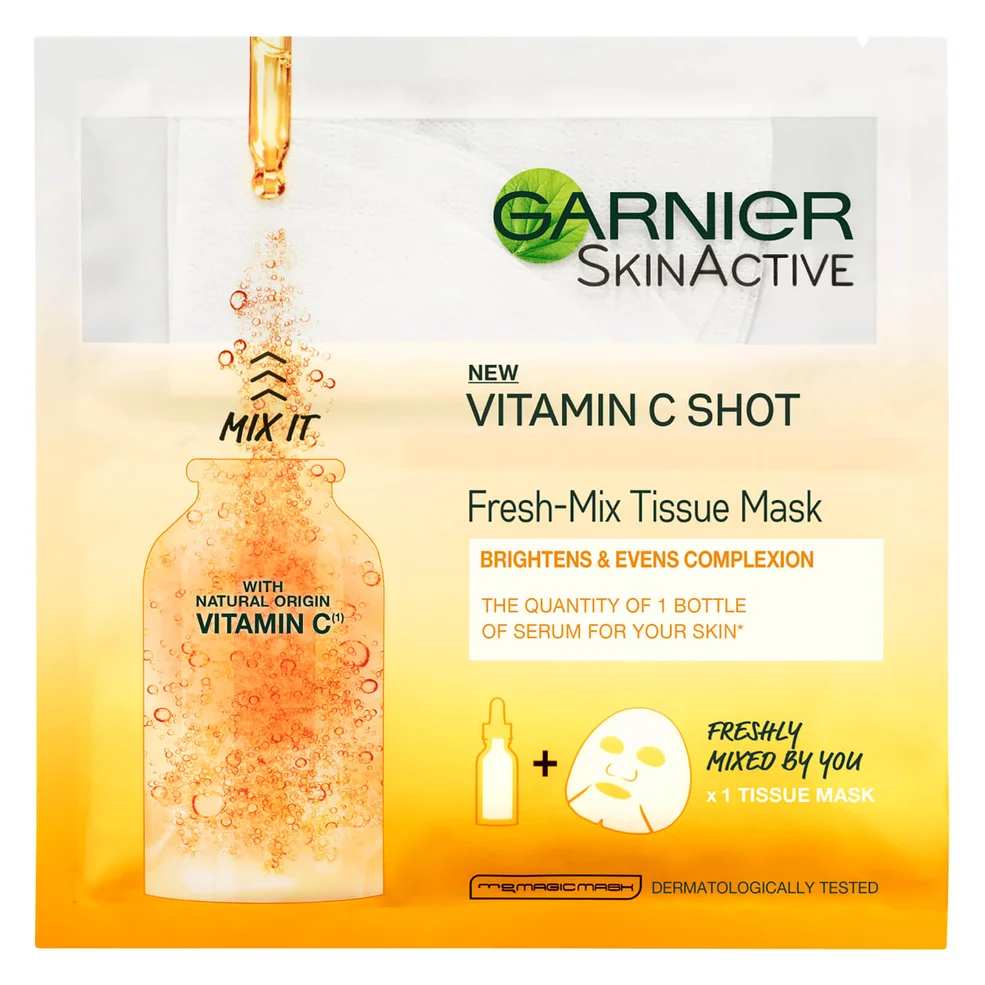 GARNIER
SKINACTIVE
MIX IT
NEW
VITAMIN C SHOT
Fresh-Mix Tissue Mask
BRIGHTENS & EVENS COMPLEXION
THE QUANTITY OF 1 BOTTLE
OF SERUM FOR YOUR SKIN*
WITH
NATURAL ORIGIN
VITAMIN C(1)
FRESHLY
MIXED BY YOU
x 1 TISSUE MASK
MAGICMASK
DERMATOLOGICALLY TESTED